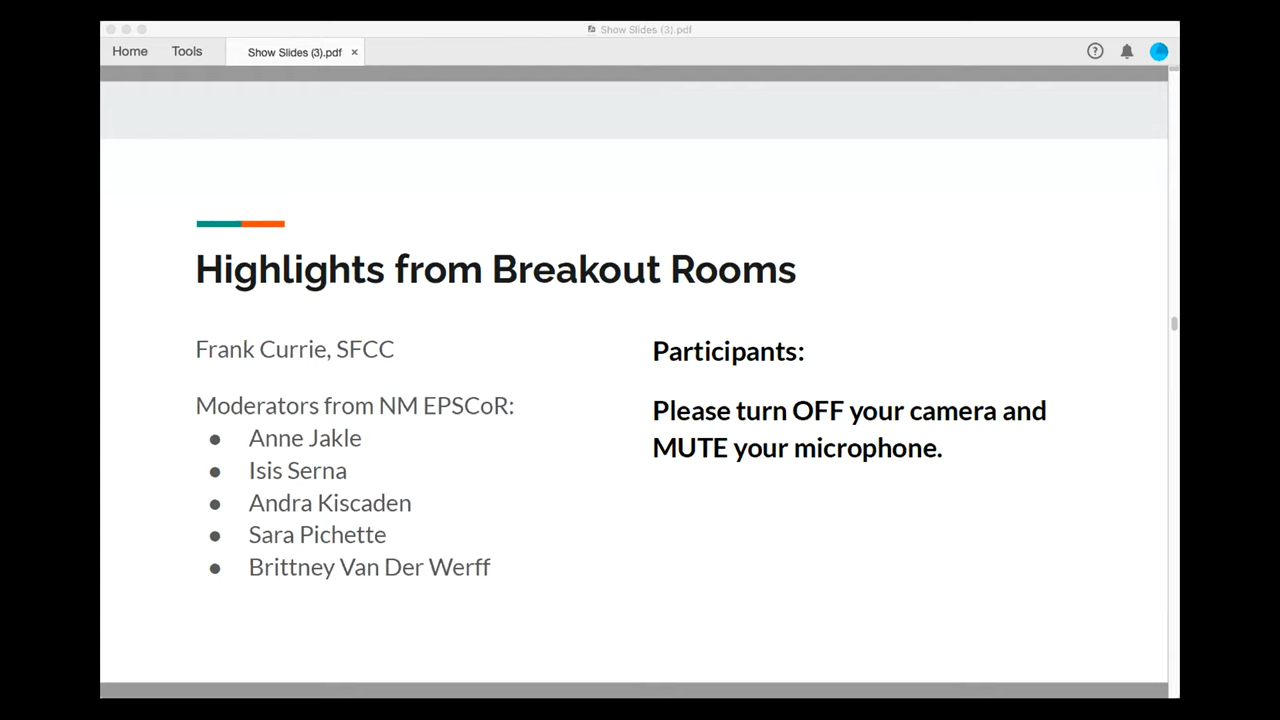 Show Slides (3).pdf
Home Tools Show Slides (3).pdf ×
Highlights from Breakout Rooms
Frank Currie, SFCC
Moderators from NM EPSCoR:
● Anne Jakle
● Isis Serna
● Andra Kiscaden
● Sara Pichette
● Brittney Van Der Werff
Participants:
Please turn OFF your camera and
MUTE your microphone.